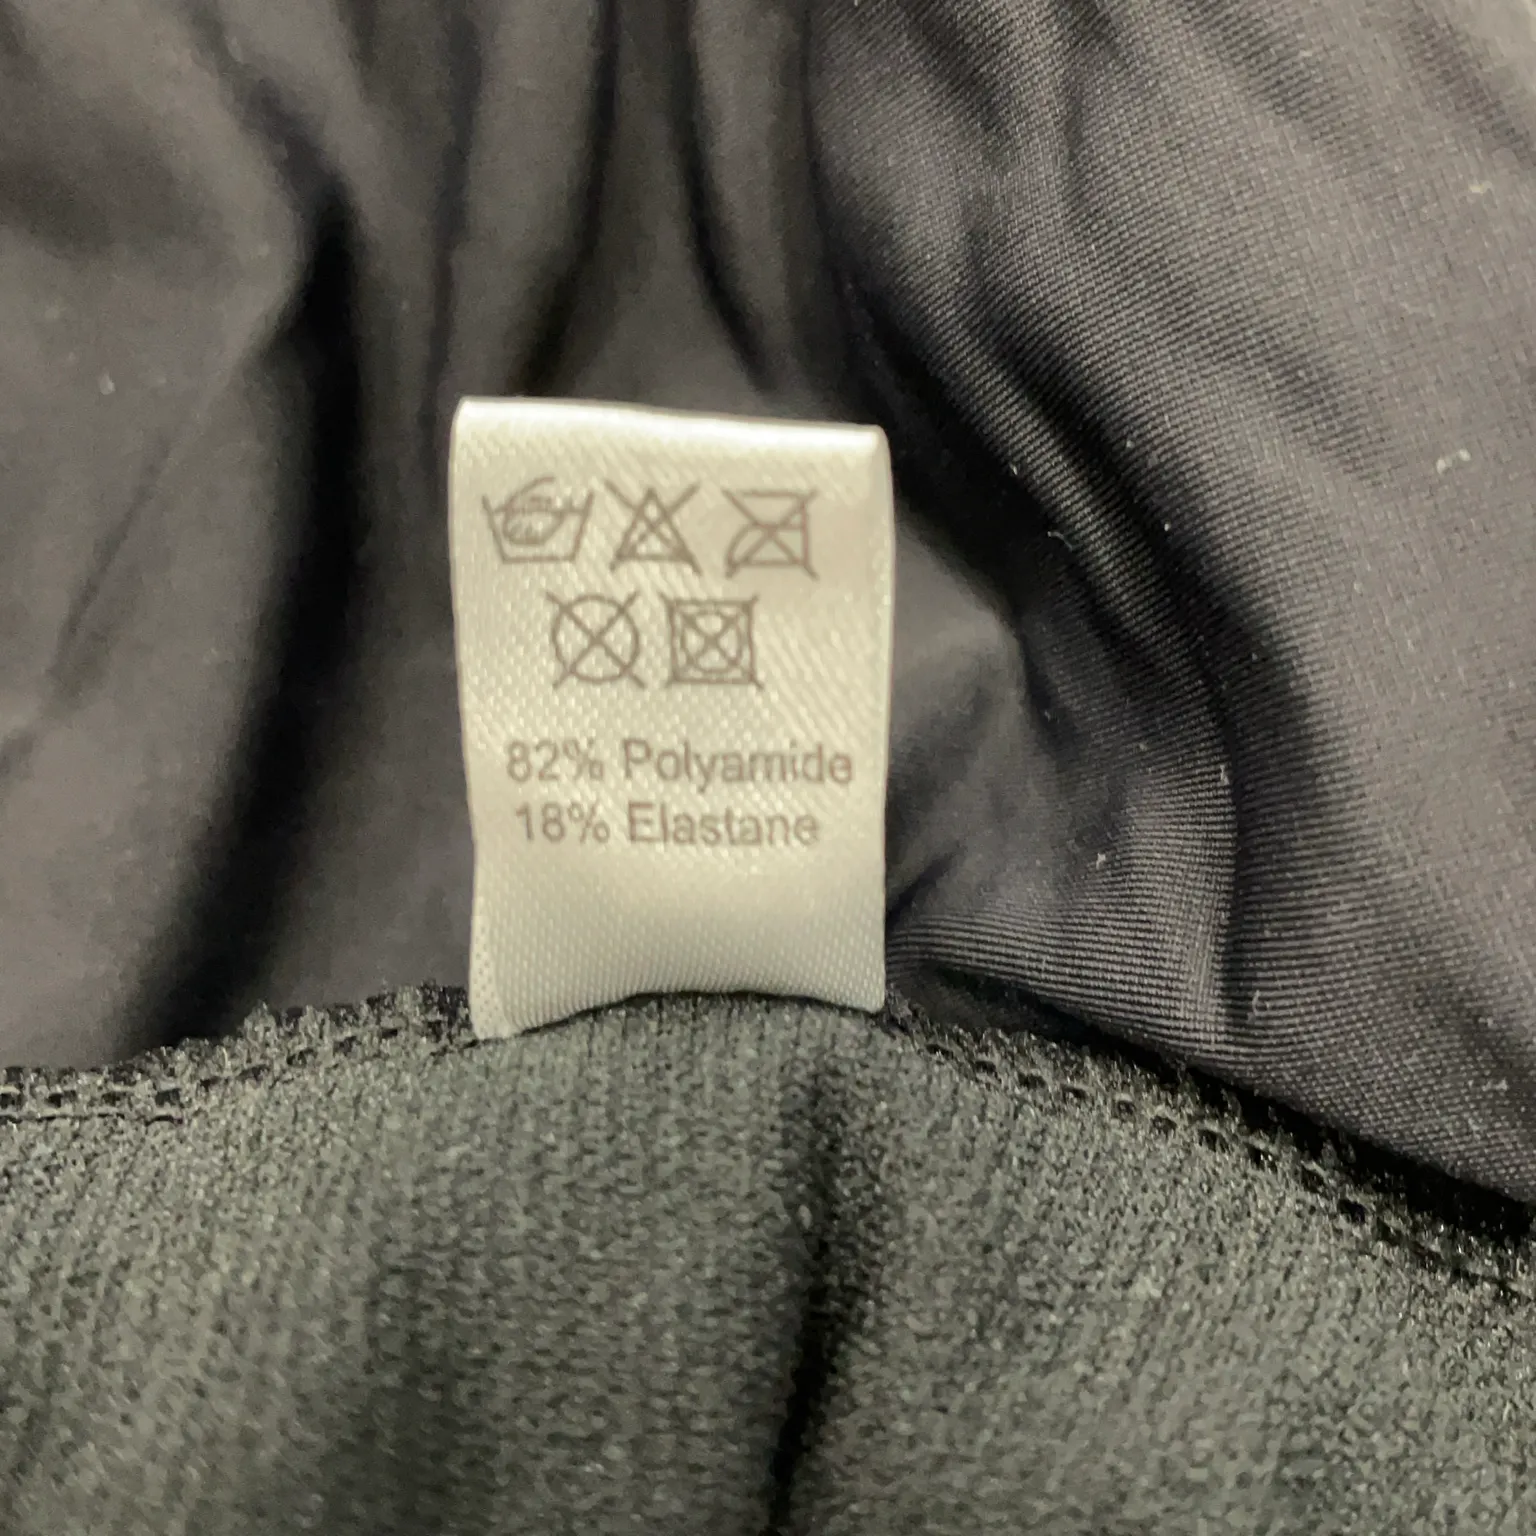 82% Polyamide
18% Elastane